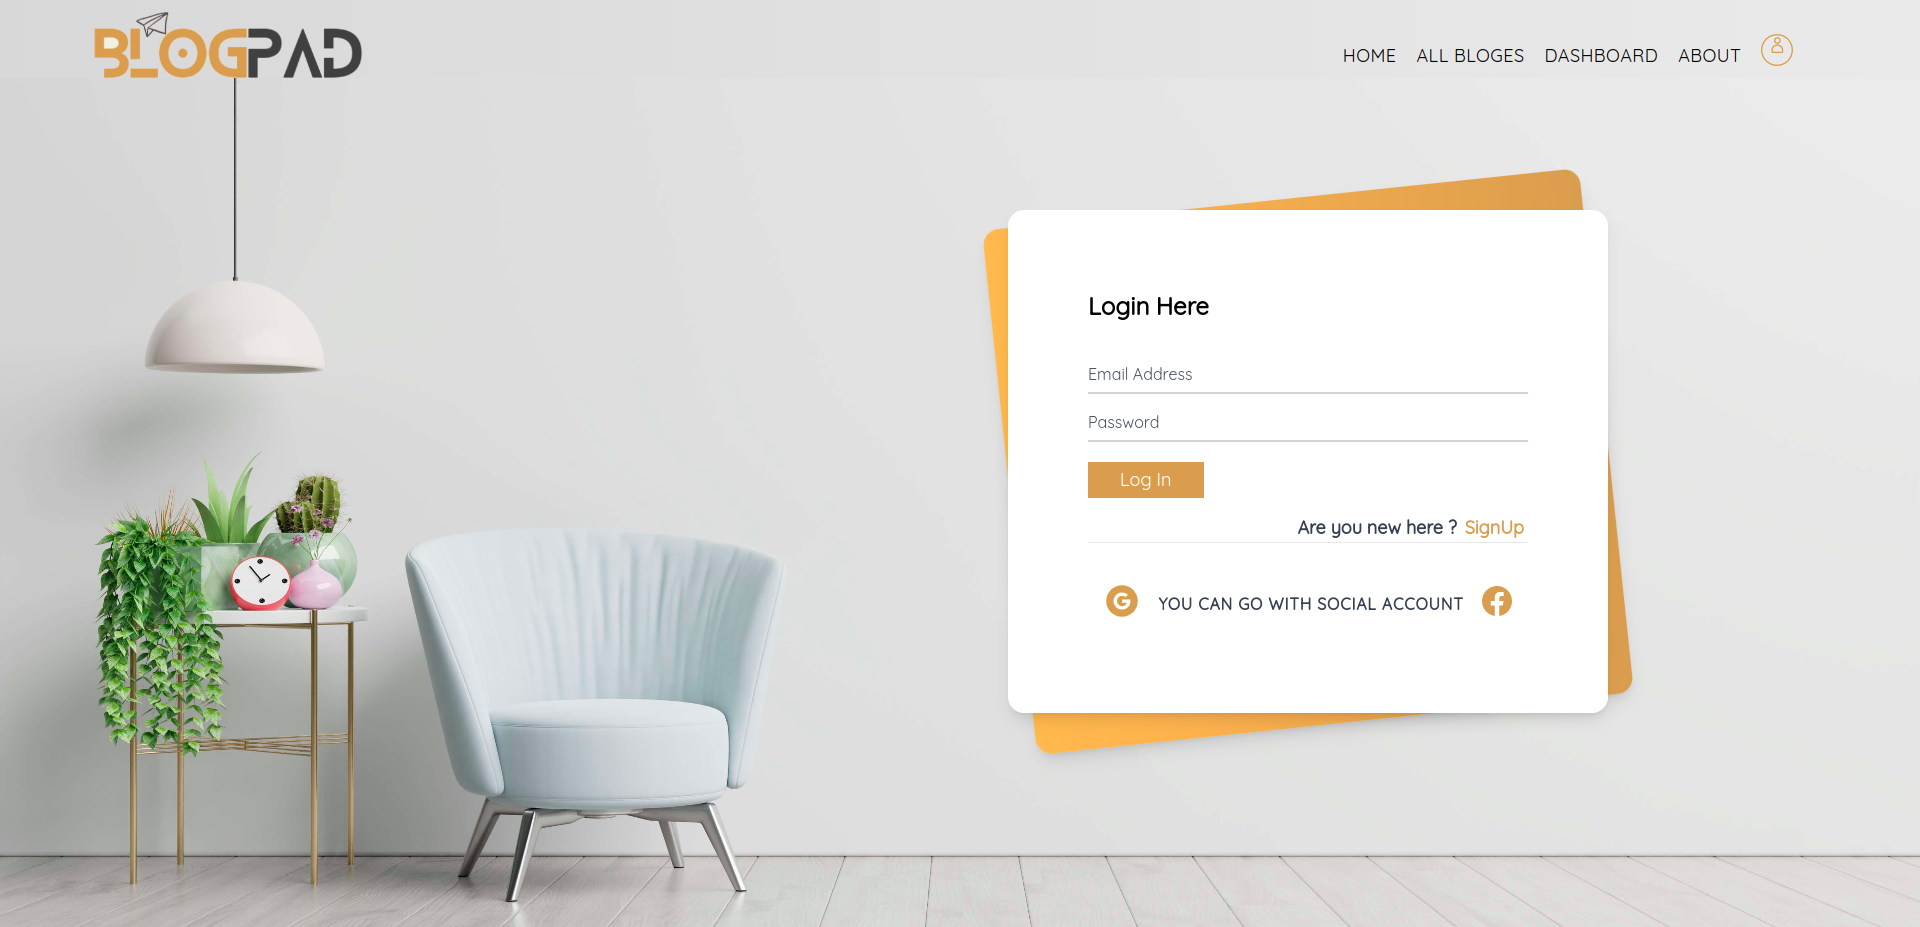 BLOGPAD
HOME ALL BLOGES DASHBOARD ABOUT
Login Here
Email Address
Password
Log In
Are you new here ? SignUp
G YOU CAN GO WITH SOCIAL ACCOUNT f